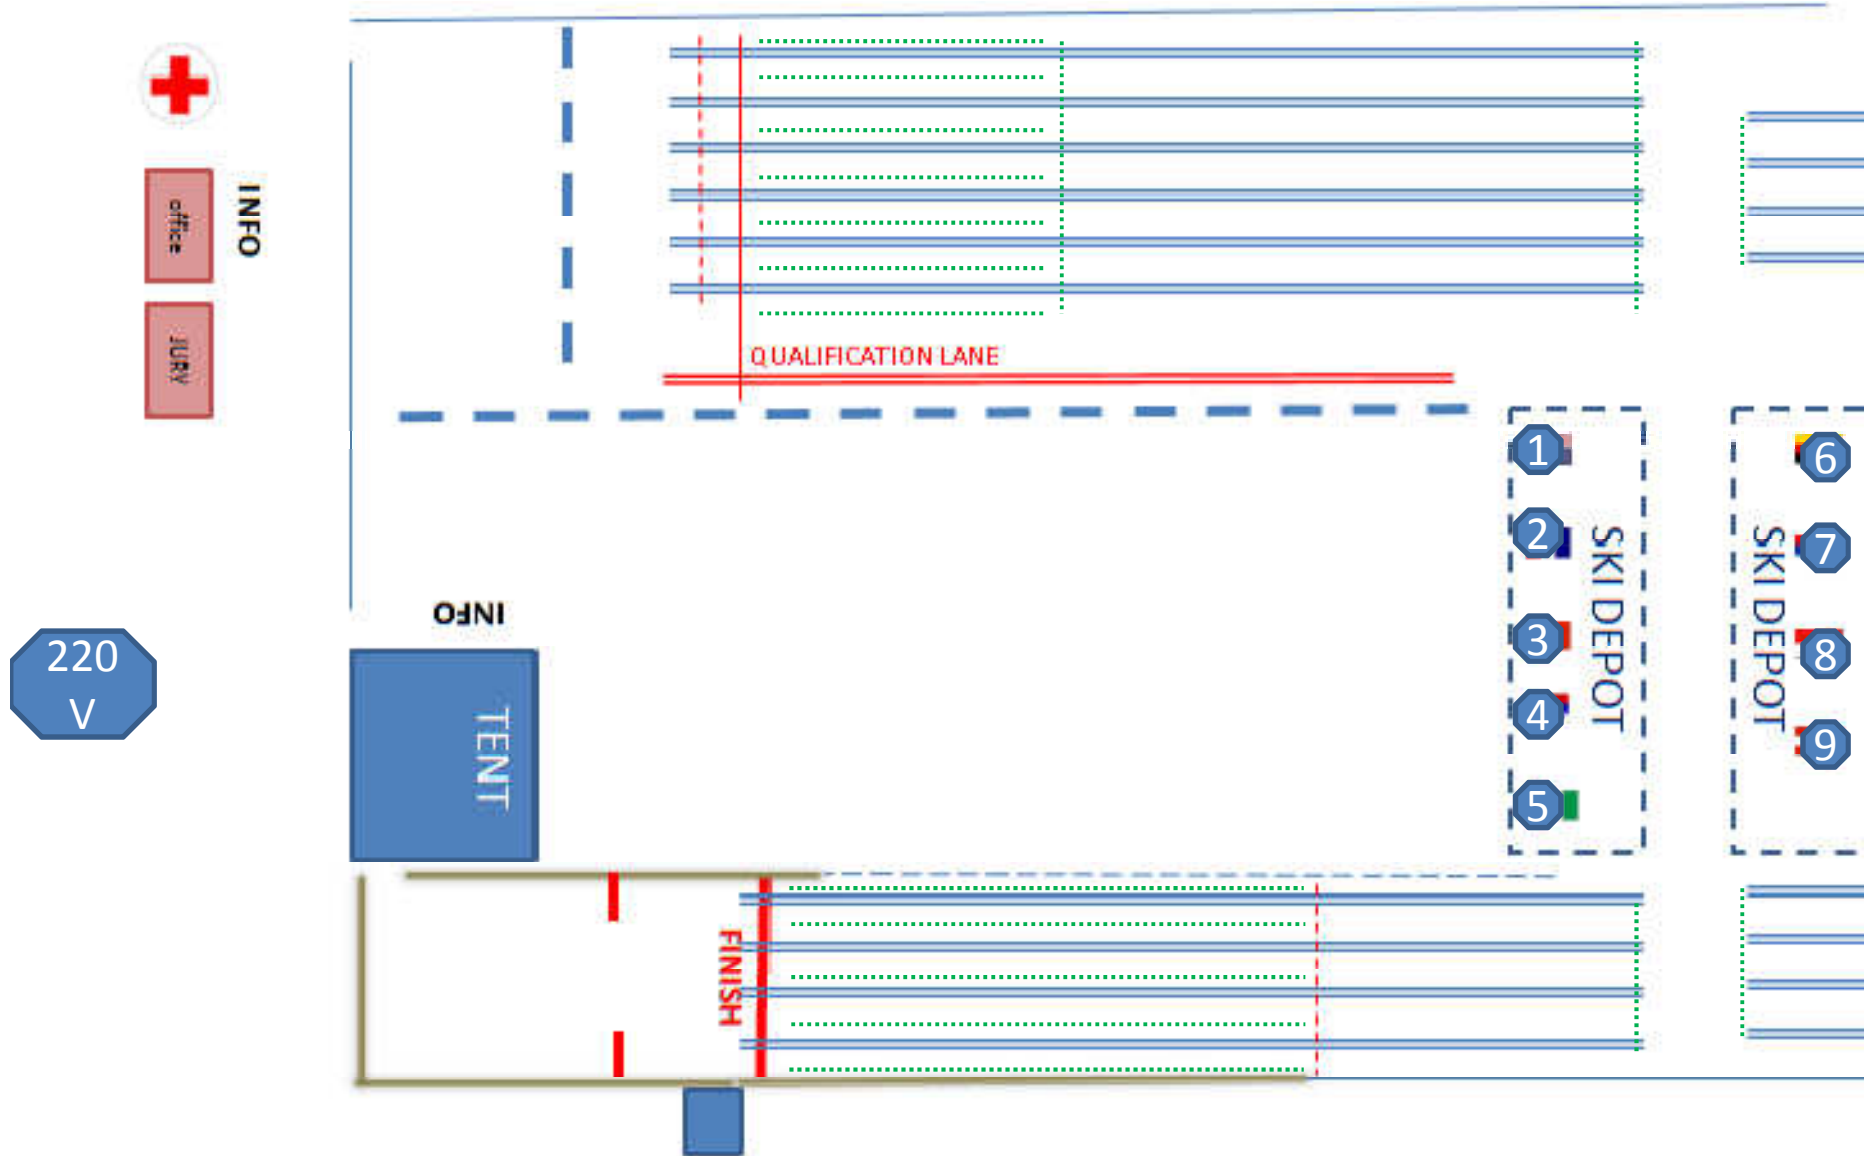 INFO
office
JURY
QUALIFICATION LANE
1
2
3
4
5
SKI DEPOT
SKI DEPOT
6
7
8
9
INFO
220
V
TENT
FINISH